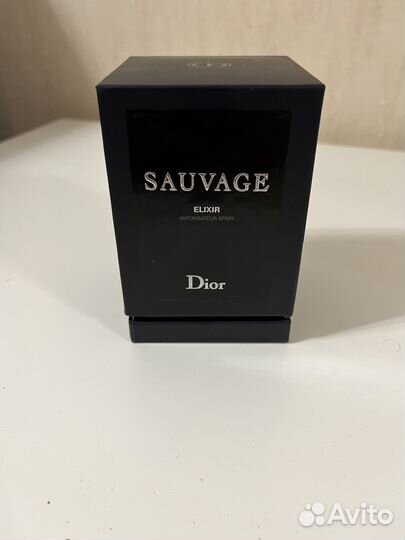 SAUVAGE
ELIXIR
VAPORISATEUR SPRAY
Dior
Avito